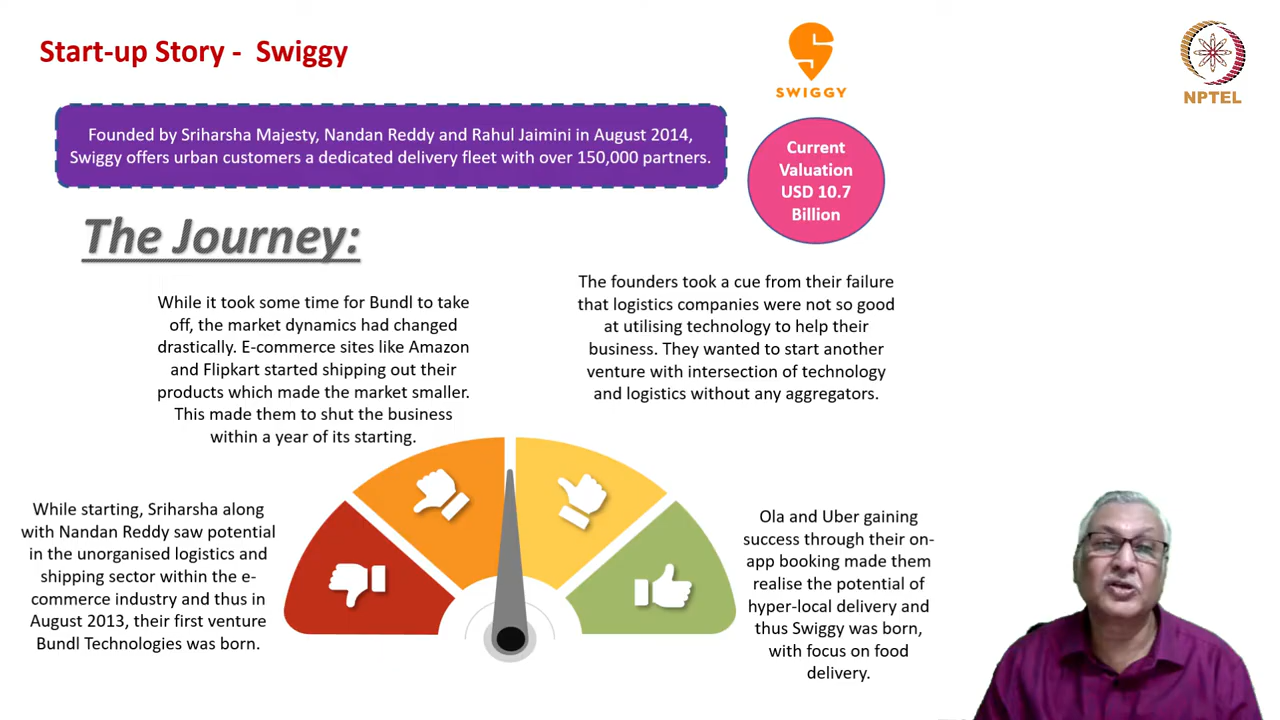 Start-up Story - Swiggy
SWIGGY
NPTEL
Founded by Sriharsha Majesty, Nandan Reddy and Rahul Jaimini in August 2014,
Swiggy offers urban customers a dedicated delivery fleet with over 150,000 partners.
Current
Valuation
USD 10.7
Billion
The Journey:
While it took some time for Bundl to take
off, the market dynamics had changed
drastically. E-commerce sites like Amazon
and Flipkart started shipping out their
products which made the market smaller.
This made them to shut the business
within a year of its starting.
The founders took a cue from their failure
that logistics companies were not so good
at utilising technology to help their
business. They wanted to start another
venture with intersection of technology
and logistics without any aggregators.
While starting, Sriharsha along
with Nandan Reddy saw potential
in the unorganised logistics and
shipping sector within the e-
commerce industry and thus in
August 2013, their first venture
Bundl Technologies was born.
Ola and Uber gaining
success through their on-
app booking made them
realise the potential of
hyper-local delivery and
thus Swiggy was born,
with focus on food
delivery.